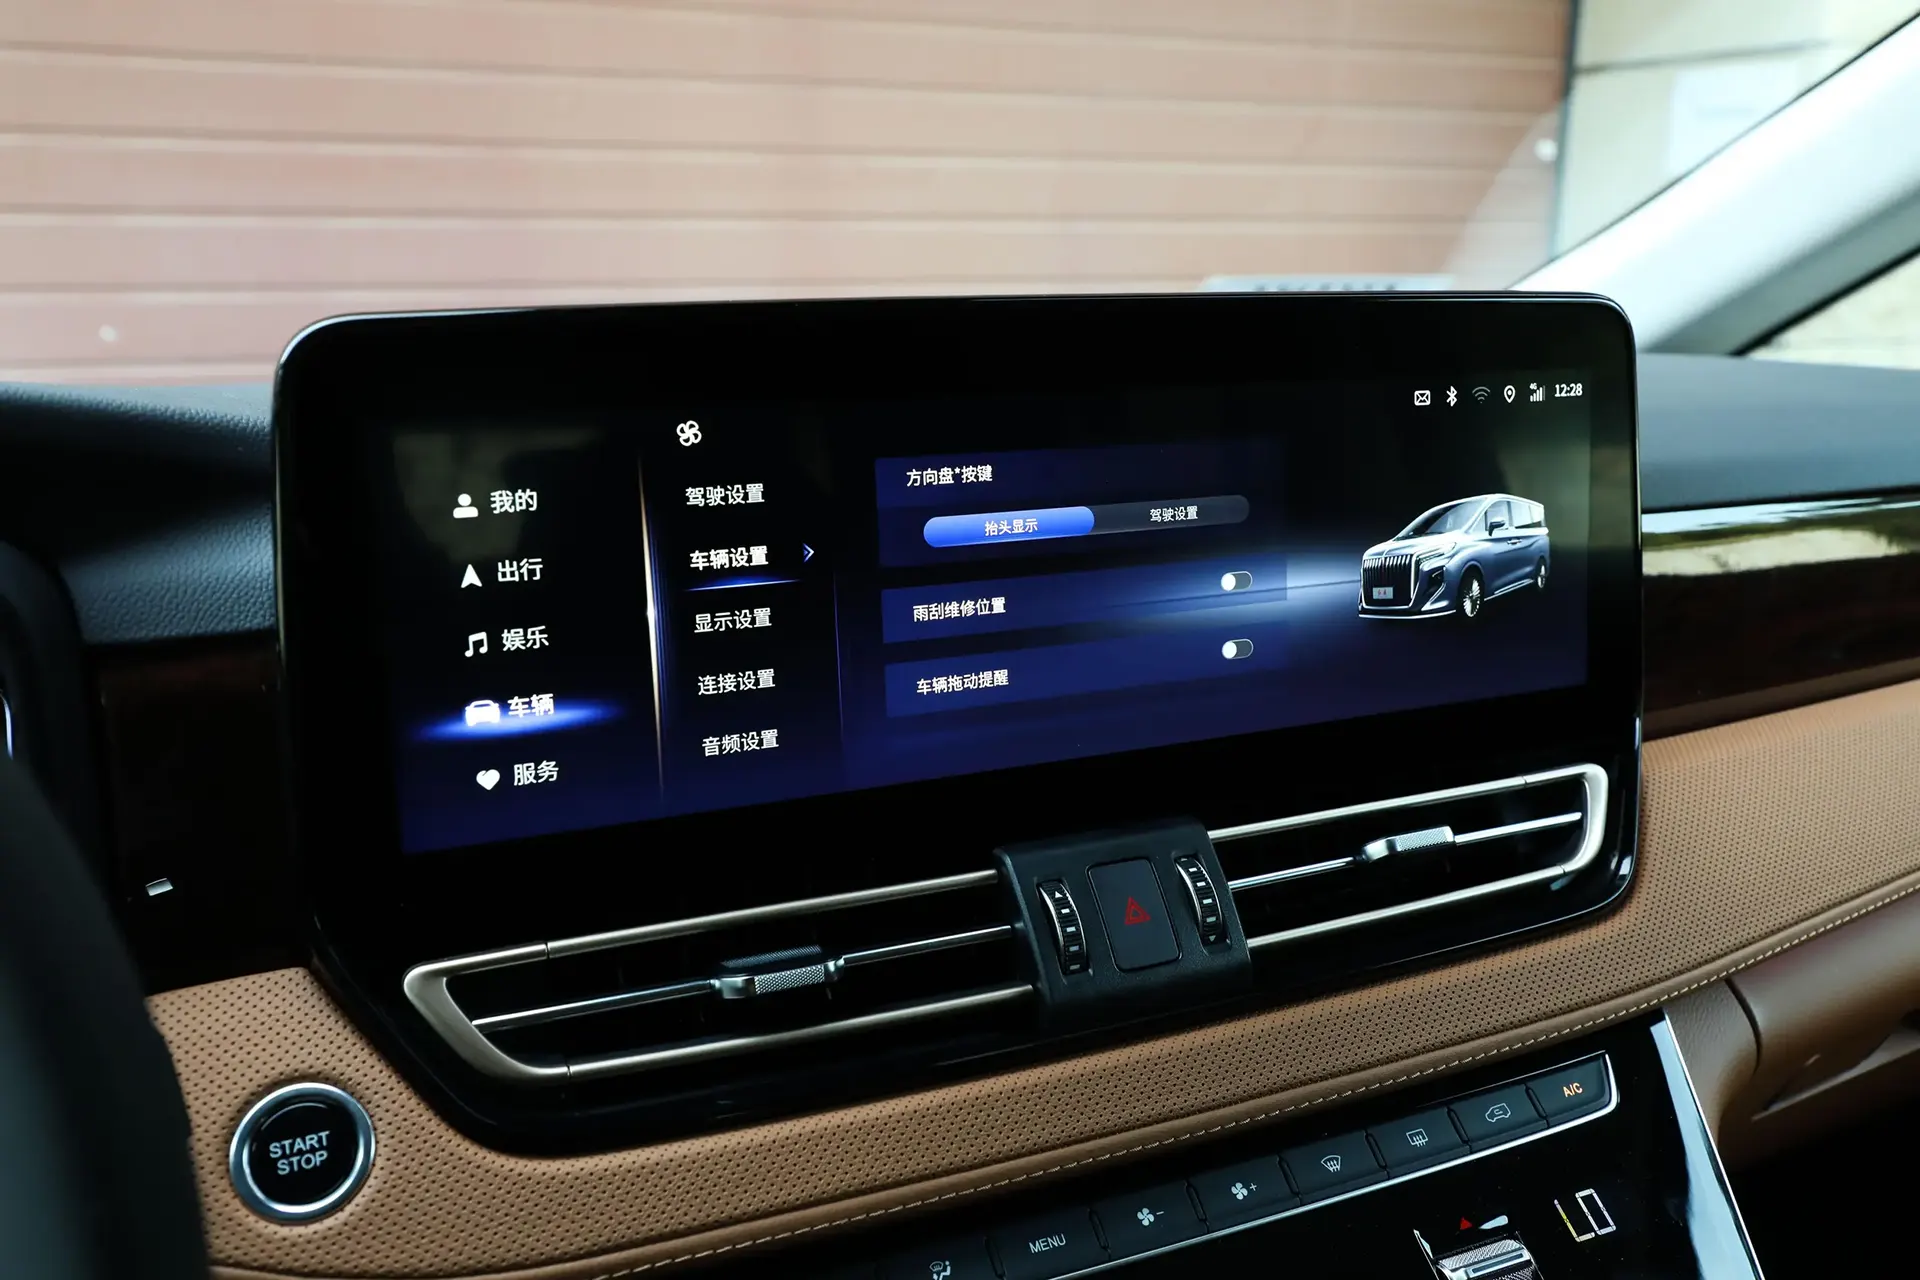 4G
12:28
我的
出行
娱乐
车辆
服务
驾驶设置
车辆设置
显示设置
连接设置
音频设置
方向盘*按键
抬头显示
驾驶设置
雨刮维修位置
车辆拖动提醒
START
STOP
MENU
A/C
LO